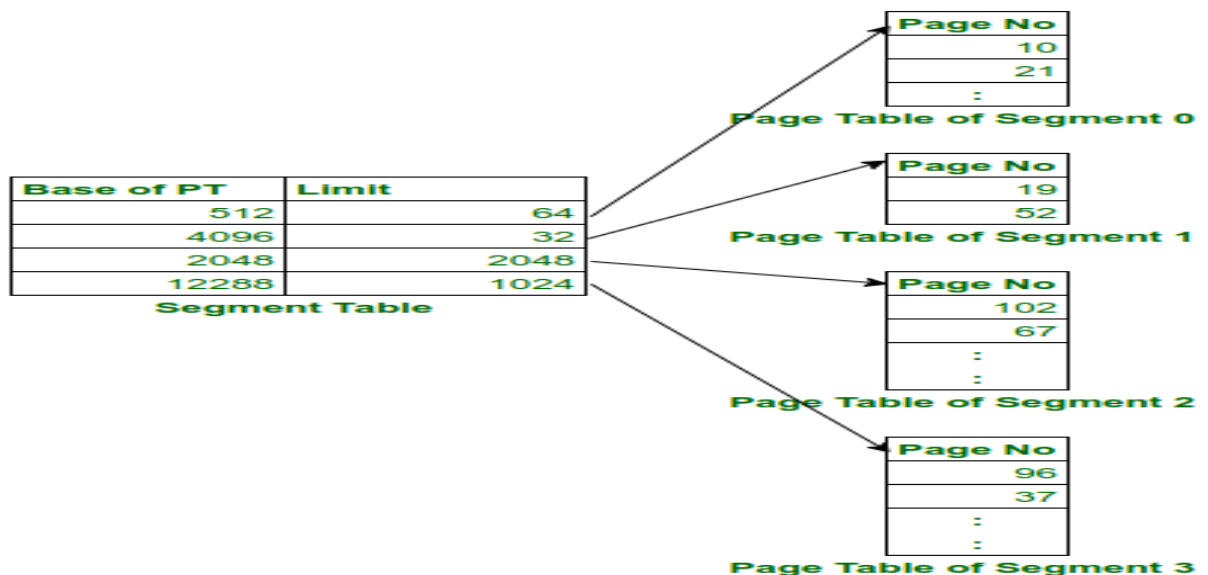 Page No
10
21
:
Page Table of Segment 0
Page No
19
52
Page Table of Segment 1
Base of PT Limit
512 64
4096 32
2048 2048
12288 1024
Segment Table
Page No
102
67
:
:
Page Table of Segment 2
Page No
96
37
:
:
Page Table of Segment 3